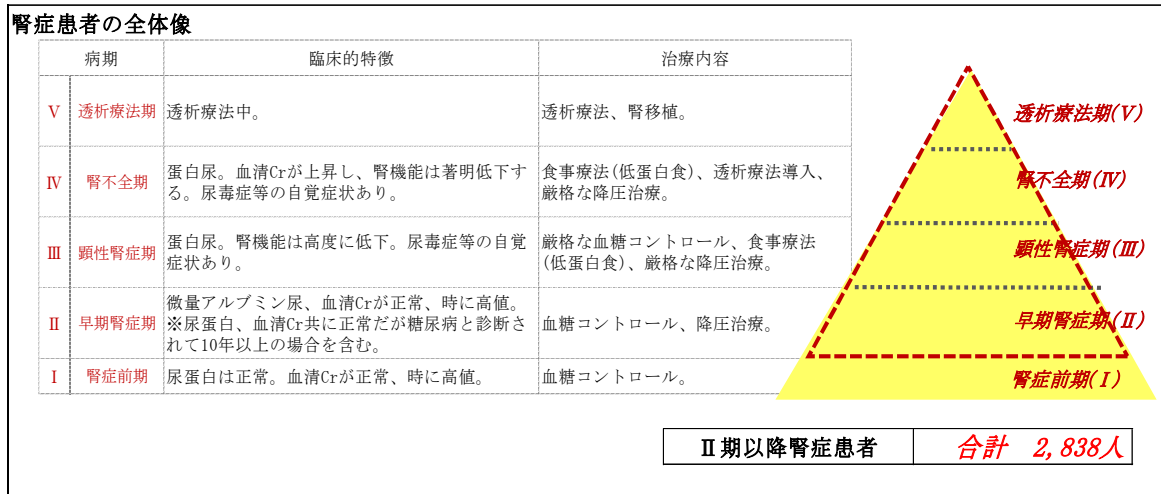 腎症患者の全体像
病期 臨床的特徴 治療内容
Ⅴ 透析療法期 透析療法中。 透析療法、腎移植。
Ⅳ 腎不全期 蛋白尿。血清Crが上昇し、腎機能は著明低下す
る。尿毒症等の自覚症状あり。
食事療法(低蛋白食)、透析療法導入、
厳格な降圧治療。
Ⅲ 顕性腎症期 蛋白尿。腎機能は高度に低下。尿毒症等の自覚
症状あり。
厳格な血糖コントロール、食事療法
(低蛋白食)、厳格な降圧治療。
Ⅱ 早期腎症期 微量アルブミン尿、血清Crが正常、時に高値。
※尿蛋白、血清Cr共に正常だが糖尿病と診断さ
れて10年以上の場合を含む。
血糖コントロール、降圧治療。
Ⅰ 腎症前期 尿蛋白は正常。血清Crが正常、時に高値。 血糖コントロール。
透析療法期(Ⅴ)
腎不全期(Ⅳ)
顕性腎症期(Ⅲ)
早期腎症期(Ⅱ)
腎症前期(Ⅰ)
Ⅱ期以降腎症患者 合計 2,838人